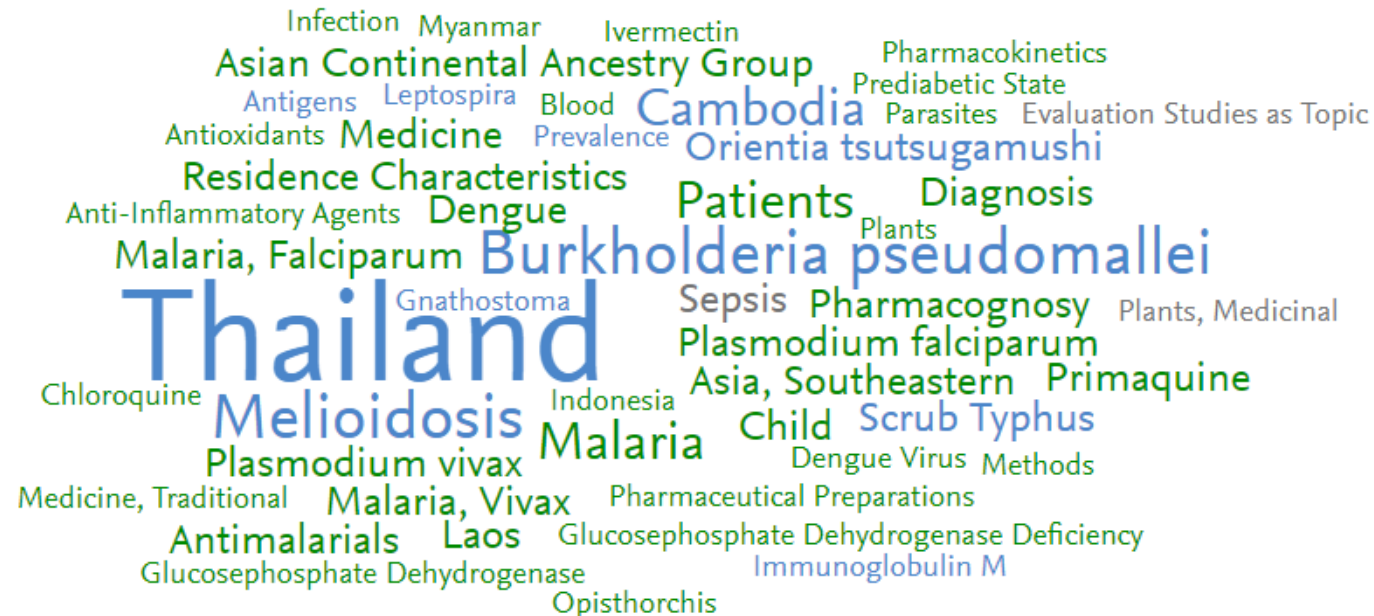 Infection Myanmar Ivermectin
Asian Continental Ancestry Group Pharmacokinetics
Prediabetic State
Antigens Leptospira Blood Cambodia Parasites Evaluation Studies as Topic
Antioxidants Medicine Prevalence Orientia tsutsugamushi
Residence Characteristics Patients Diagnosis
Anti-Inflammatory Agents Dengue Plants
Malaria, Falciparum Burkholderia pseudomallei
Thailand Gnathostoma Sepsis Pharmacognosy Plants, Medicinal
Plasmodium falciparum
Asia, Southeastern Primaquine
Chloroquine Melioidosis Indonesia Child Scrub Typhus
Malaria
Plasmodium vivax Dengue Virus Methods
Medicine, Traditional Malaria, Vivax Pharmaceutical Preparations
Antimalarials Laos Glucosephosphate Dehydrogenase Deficiency
Glucosephosphate Dehydrogenase Immunoglobulin M
Opisthorchis